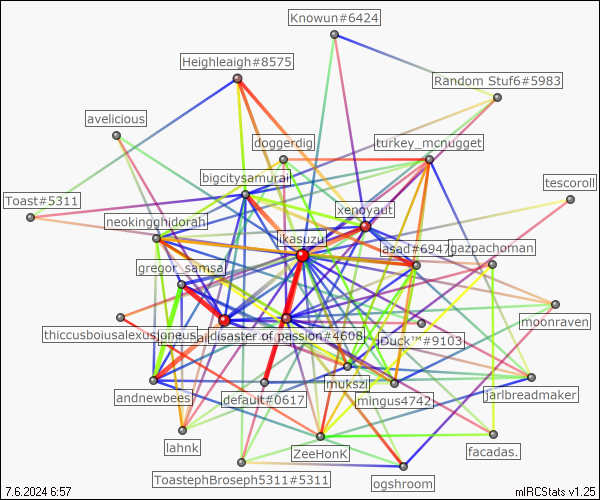 Knowun#6424
Heighleaigh#8575
Random Stuf6#5983
avelicious
doggerdig
turkey_mcnugget
bigcitysamurai
tescoroll
Toast#5311
xenoyaut
neokingghidorah
ikasuzu
asad#6947
gazpachoman
gregor_samsa
moonraven
thiccusboiusalexusjoneus
disaster of passion#4608
iDuck™#9103
mukszi
andnewbees
default#0617
mingus4742
jarlbreadmaker
lahnk
ZeeHonK
facadas.
ToastephBroseph5311#5311
ogshroom
7.6.2024 6:57
mIRCStats v1.25